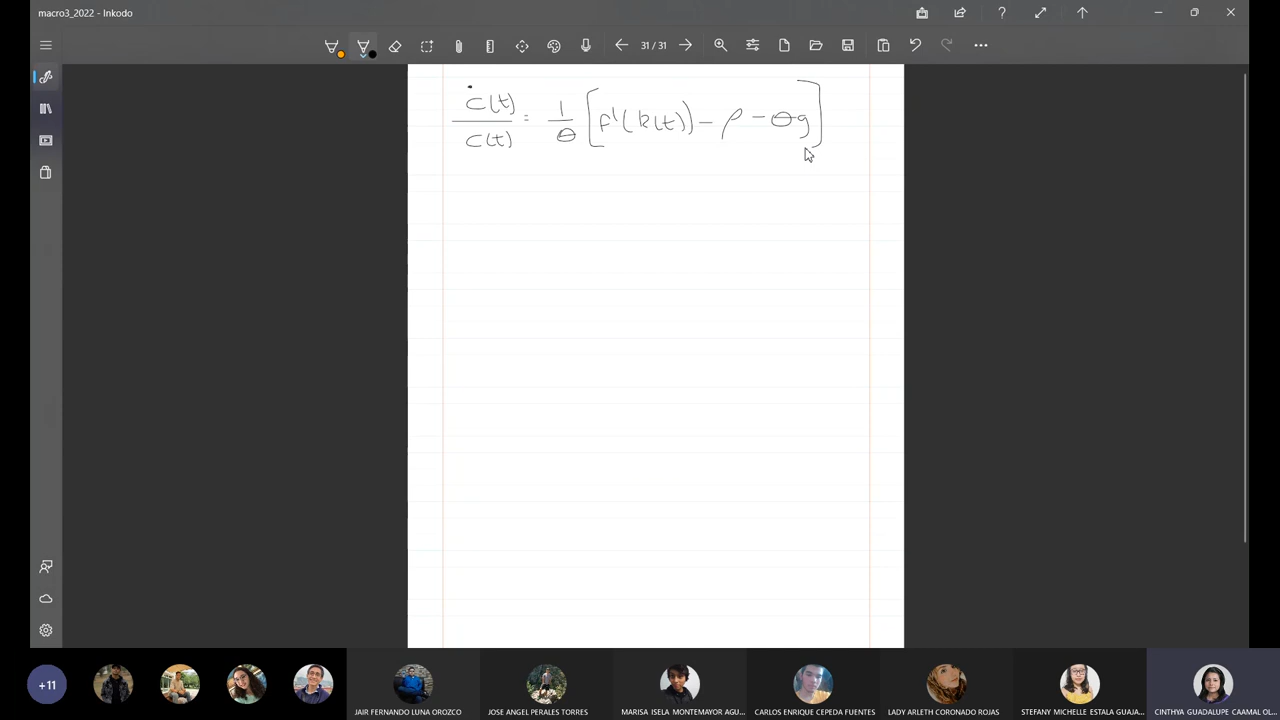 macro3_2022 - Inkodo
31 / 31
ċ(t)/c(t) = 1/θ [f'(k(t)) - ρ - θg]
+11
JAIR FERNANDO LUNA OROZCO
JOSE ANGEL PERALES TORRES
MARISA ISELA MONTEMAYOR AGU...
CARLOS ENRIQUE CEPEDA FUENTES
LADY ARLETH CORONADO ROJAS
STEFANY MICHELLE ESTALA GUAJA...
CINTHYA GUADALUPE CAAMAL OL...